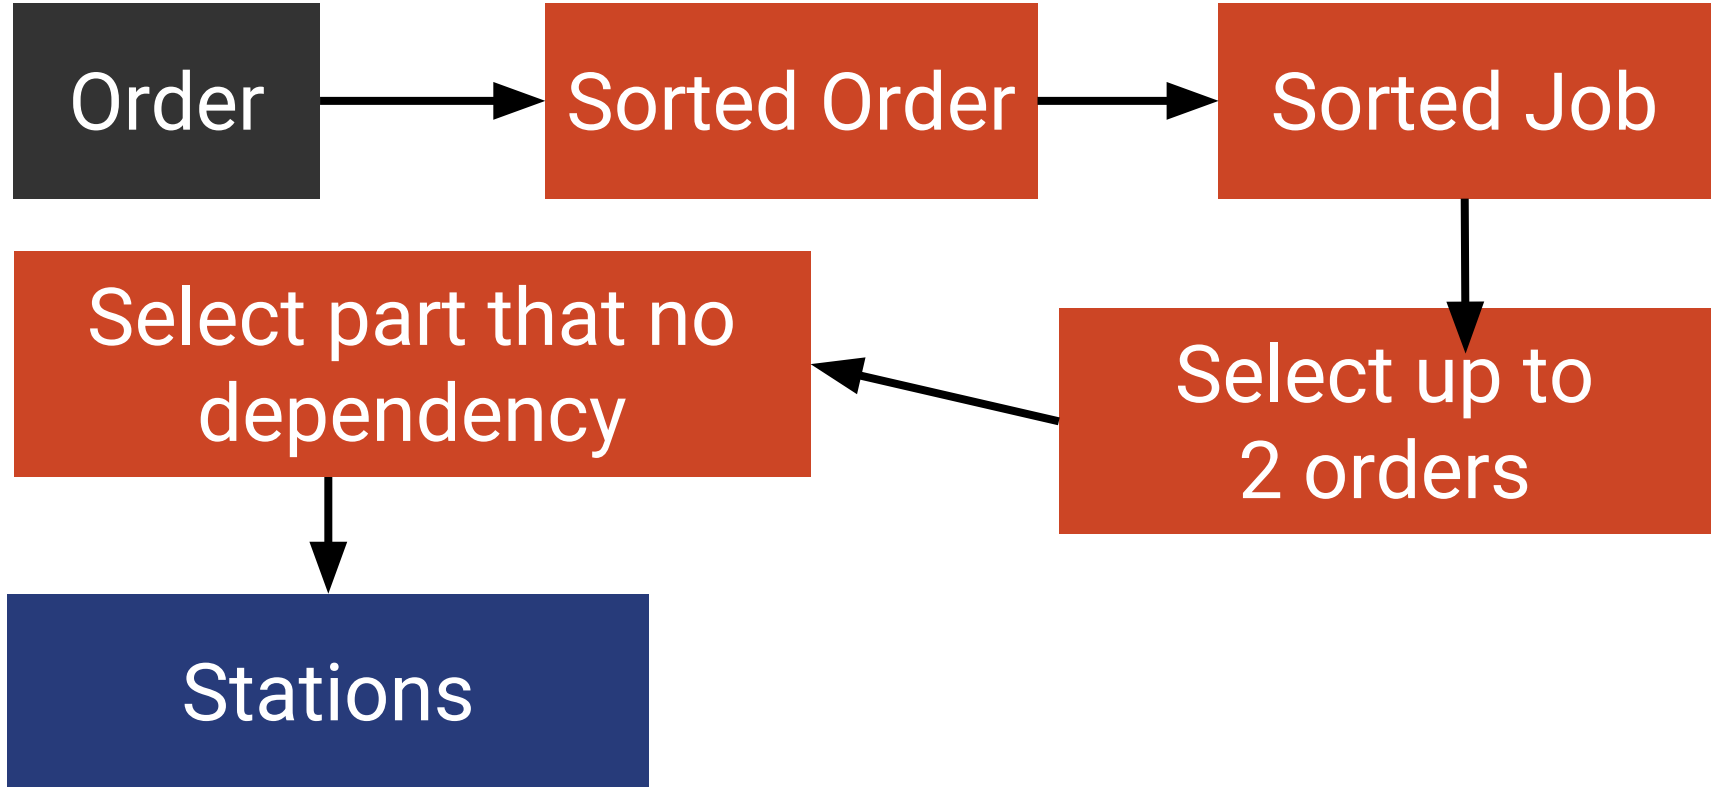 Order
Sorted Order
Sorted Job
Select up to
2 orders
Select part that no
dependency
Stations